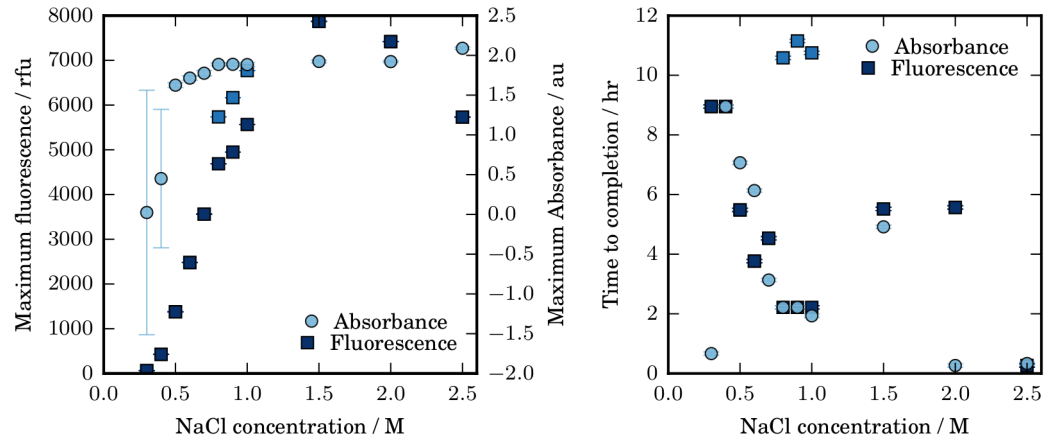 8000
7000
6000
5000
4000
3000
2000
1000
0
Maximum fluorescence / rfu
2.5
2.0
1.5
1.0
0.5
0.0
−0.5
−1.0
−1.5
−2.0
Maximum Absorbance / au
Absorbance
Fluorescence
0.0 0.5 1.0 1.5 2.0 2.5
NaCl concentration / M
12
10
8
6
4
2
0
Time to completion / hr
Absorbance
Fluorescence
0.0 0.5 1.0 1.5 2.0 2.5
NaCl concentration / M